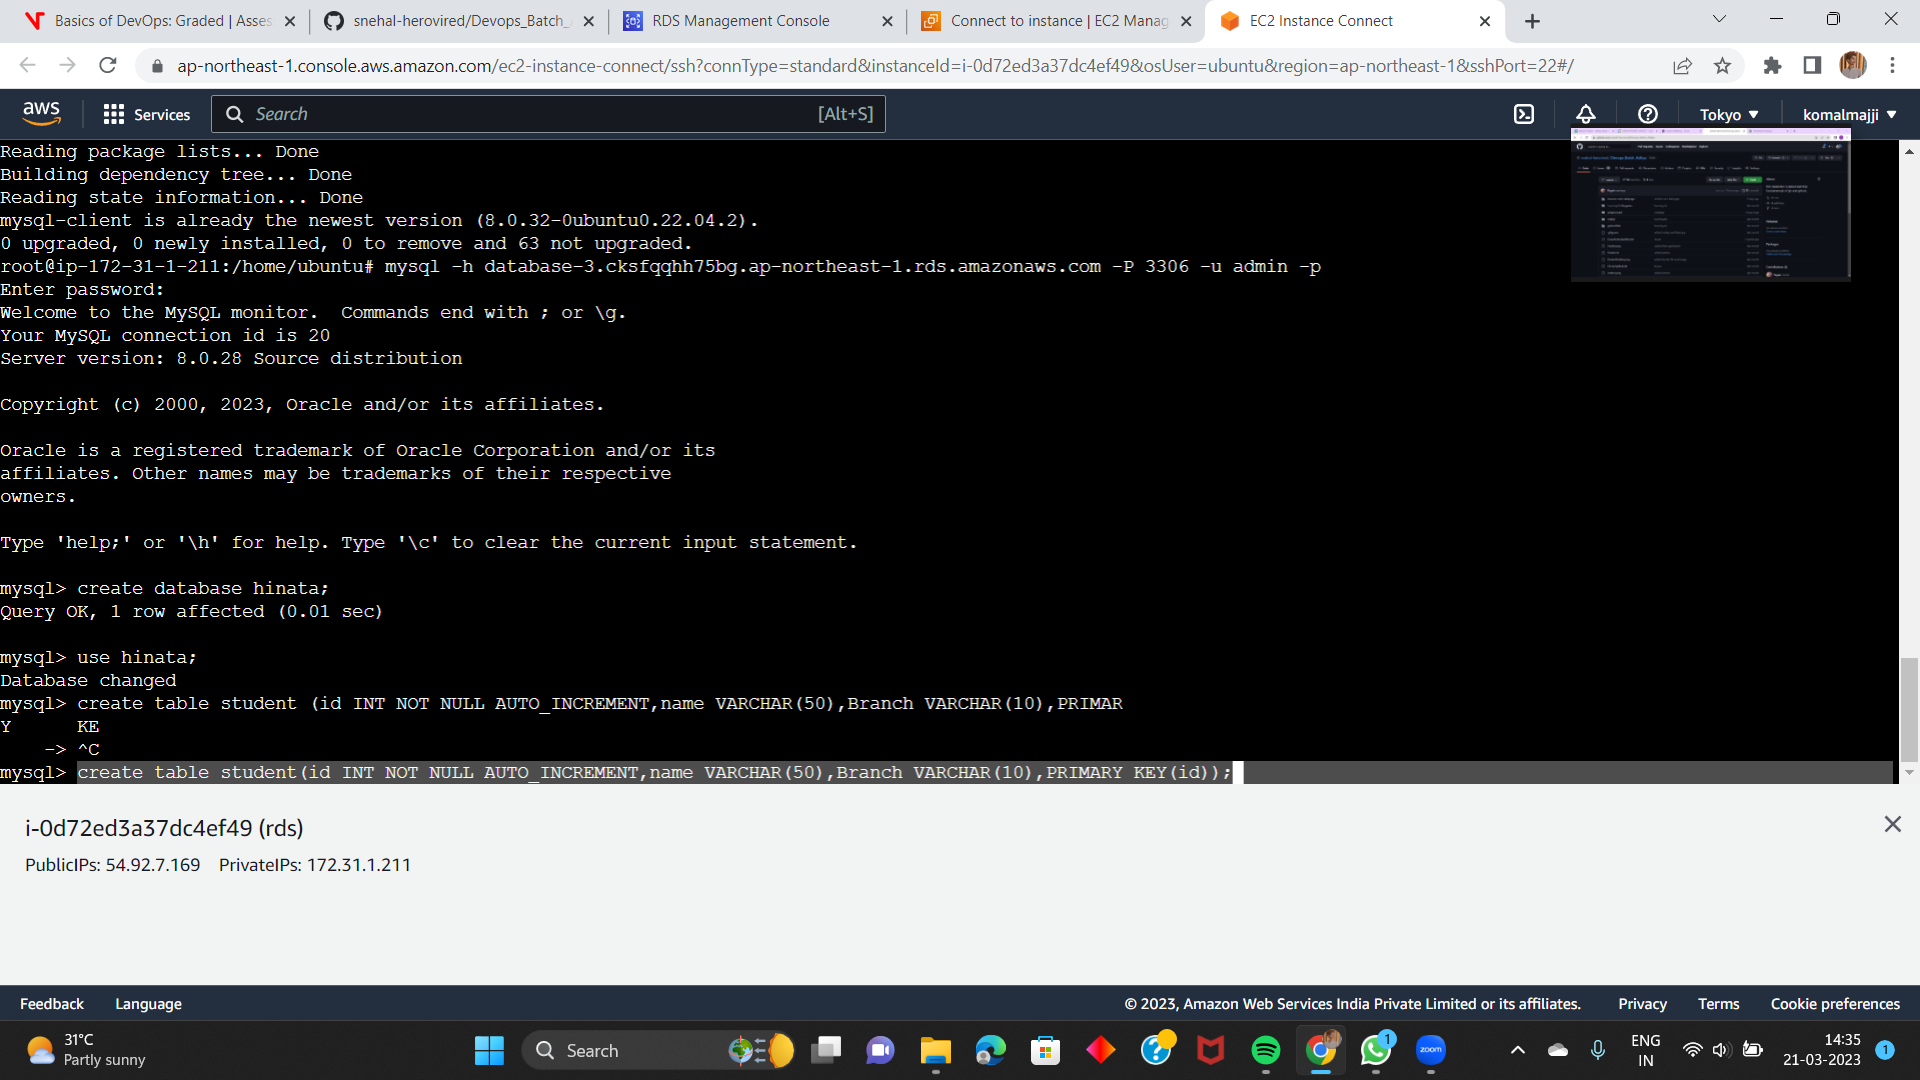 Basics of DevOps: Graded | Asses
snehal-herovired/Devops_Batch_
RDS Management Console
Connect to instance | EC2 Manag
EC2 Instance Connect
ap-northeast-1.console.aws.amazon.com/ec2-instance-connect/ssh?connType=standard&instanceId=i-0d72ed3a37dc4ef49&osUser=ubuntu&region=ap-northeast-1&sshPort=22#/
aws
Services
Search
[Alt+S]
Tokyo
komalmajji
Reading package lists... Done
Building dependency tree... Done
Reading state information... Done
mysql-client is already the newest version (8.0.32-0ubuntu0.22.04.2).
0 upgraded, 0 newly installed, 0 to remove and 63 not upgraded.
root@ip-172-31-1-211:/home/ubuntu# mysql -h database-3.cksfqqhh75bg.ap-northeast-1.rds.amazonaws.com -P 3306 -u admin -p
Enter password:
Welcome to the MySQL monitor.  Commands end with ; or \g.
Your MySQL connection id is 20
Server version: 8.0.28 Source distribution
Copyright (c) 2000, 2023, Oracle and/or its affiliates.
Oracle is a registered trademark of Oracle Corporation and/or its
affiliates. Other names may be trademarks of their respective
owners.
Type 'help;' or '\h' for help. Type '\c' to clear the current input statement.
mysql> create database hinata;
Query OK, 1 row affected (0.01 sec)
mysql> use hinata;
Database changed
mysql> create table student (id INT NOT NULL AUTO_INCREMENT,name VARCHAR(50),Branch VARCHAR(10),PRIMAR
Y      KE
    -> ^C
mysql> create table student(id INT NOT NULL AUTO_INCREMENT,name VARCHAR(50),Branch VARCHAR(10),PRIMARY KEY(id));
i-0d72ed3a37dc4ef49 (rds)
PublicIPs: 54.92.7.169    PrivateIPs: 172.31.1.211
Feedback
Language
© 2023, Amazon Web Services India Private Limited or its affiliates.
Privacy
Terms
Cookie preferences
31°C
Partly sunny
Search
zoom
1
ENG
IN
14:35
21-03-2023
1